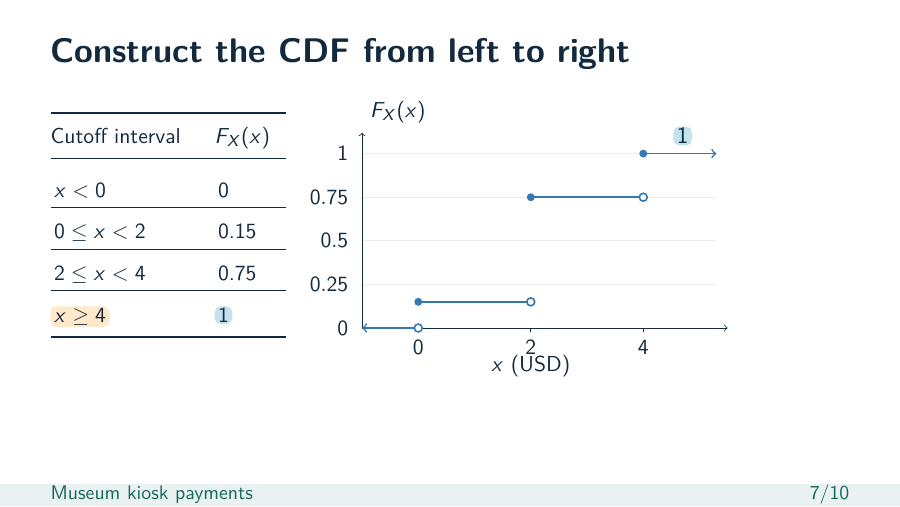 Construct the CDF from left to right
Cutoff interval F_X(x)
x < 0 0
0 ≤ x < 2 0.15
2 ≤ x < 4 0.75
x ≥ 4 1
F_X(x)
1
1
0.75
0.5
0.25
0
0 2 4
x (USD)
Museum kiosk payments 7/10